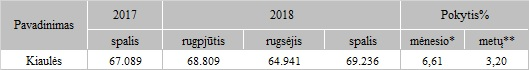 Pavadinimas 2017 2018 Pokytis%
spalis rugpjūtis rugsėjis spalis mėnesio* metų**
Kiaulės 67.089 68.809 64.941 69.236 6,61 3,20